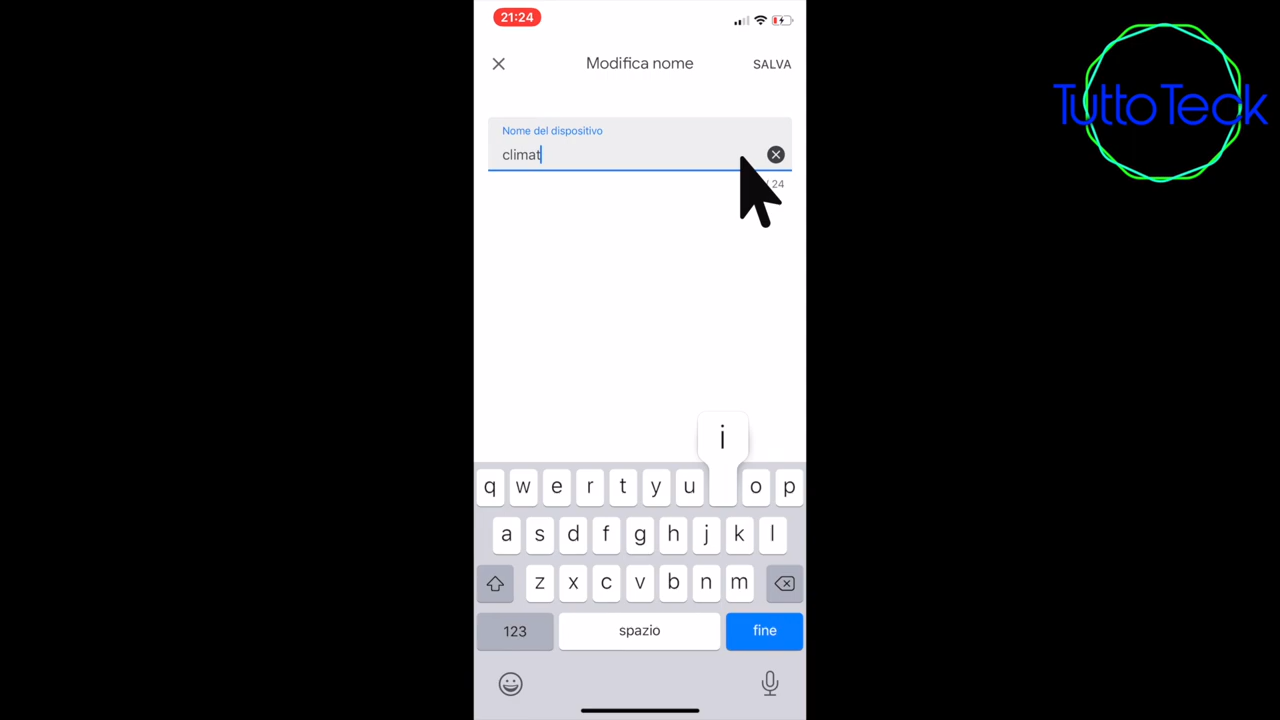 21:24
Modifica nome
SALVA
Nome del dispositivo
climat
24
TuttoTeck
i
q w e r t y u o p
a s d f g h j k l
z x c v b n m
123 spazio fine